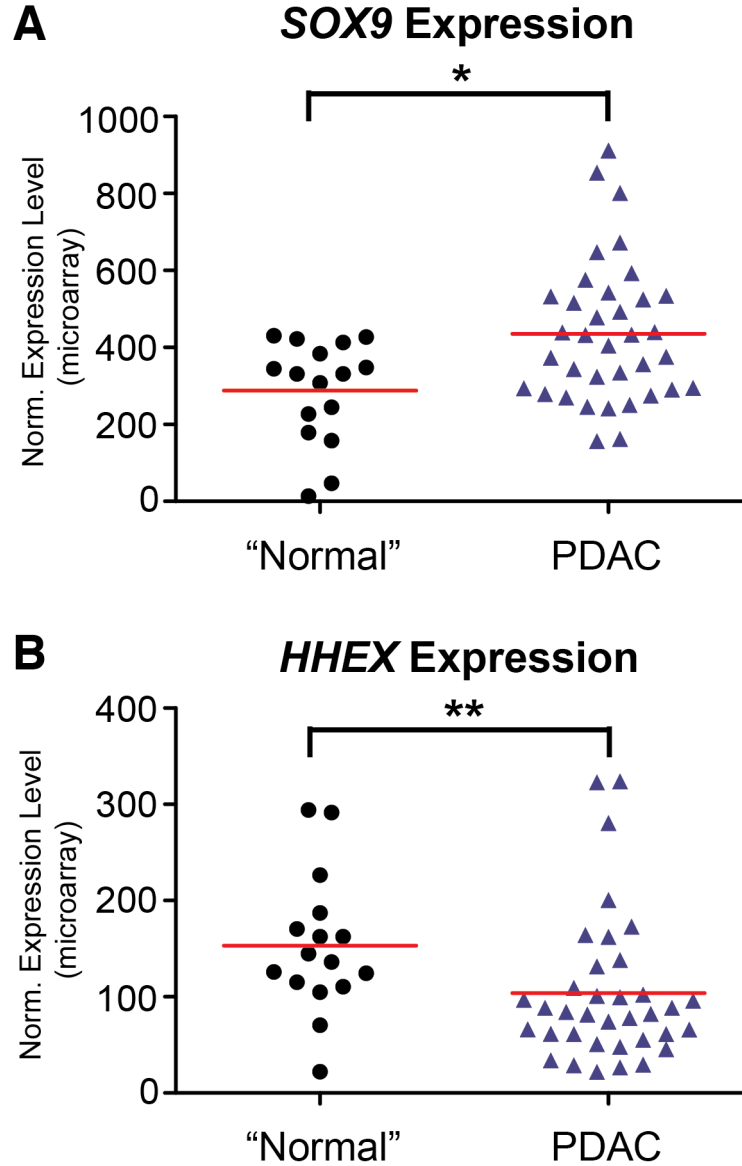 A
SOX9 Expression
*
Norm. Expression Level
(microarray)
1000
800
600
400
200
0
“Normal”
PDAC
B
HHEX Expression
**
Norm. Expression Level
(microarray)
400
300
200
100
0
“Normal”
PDAC